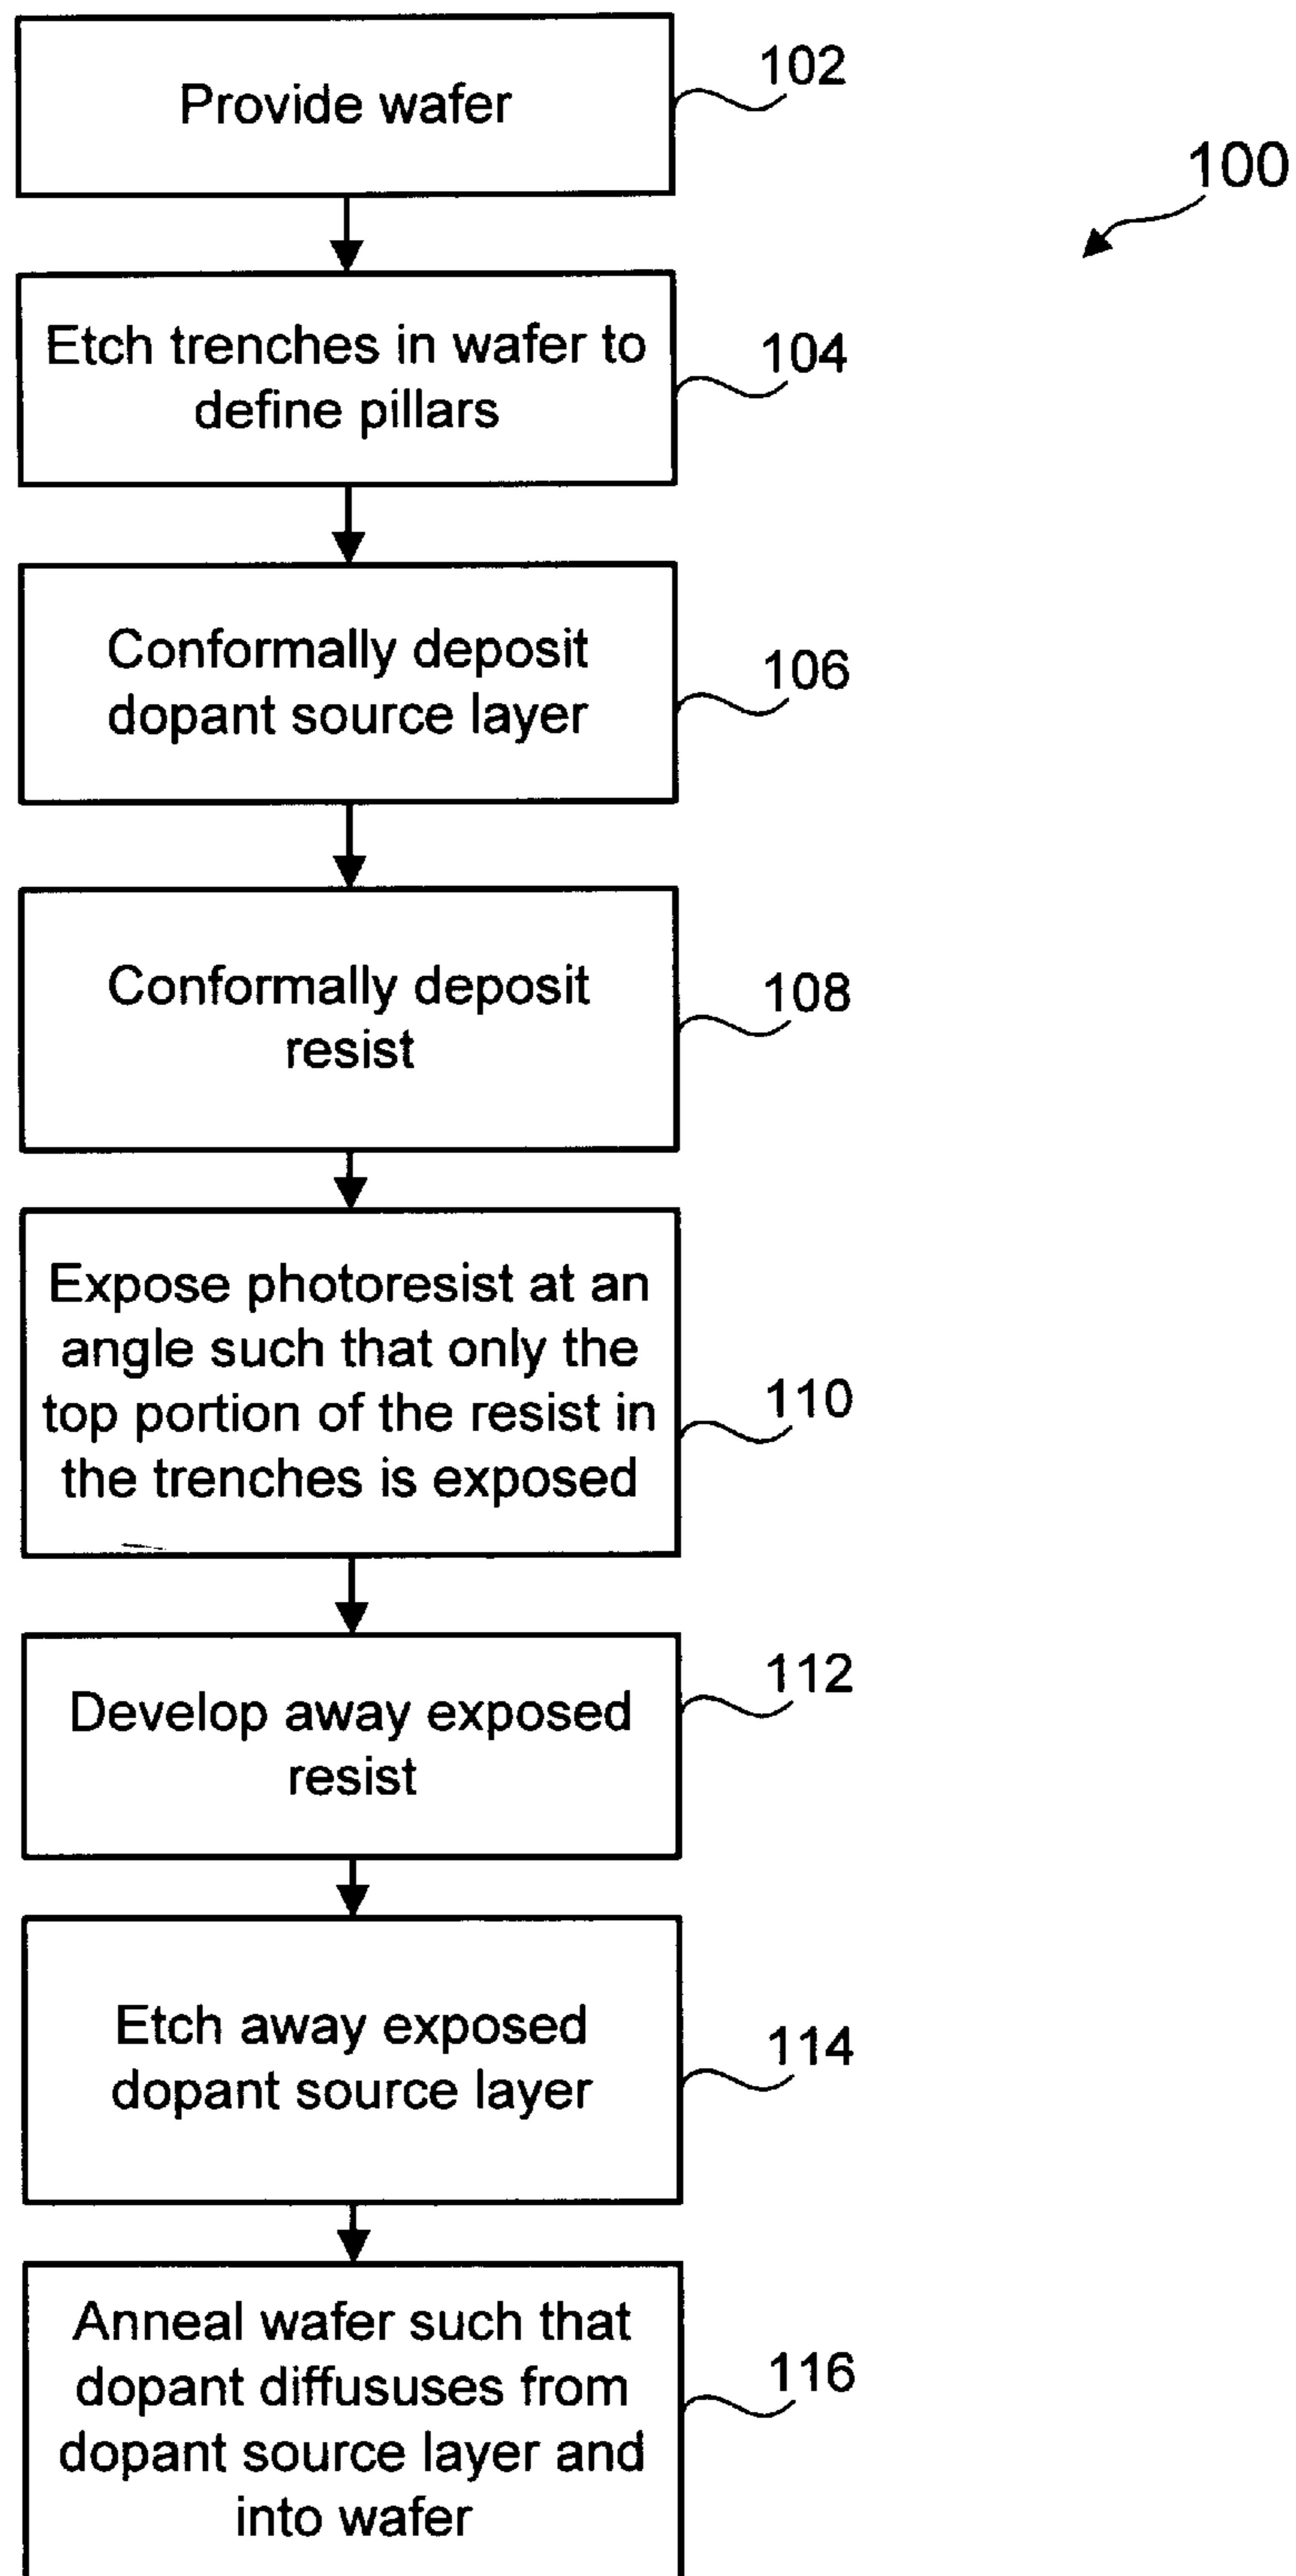 Provide wafer
102
100
Etch trenches in wafer to
define pillars
104
Conformally deposit
dopant source layer
106
Conformally deposit
resist
108
Expose photoresist at an
angle such that only the
top portion of the resist in
the trenches is exposed
110
Develop away exposed
resist
112
Etch away exposed
dopant source layer
114
Anneal wafer such that
dopant diffususes from
dopant source layer and
into wafer
116